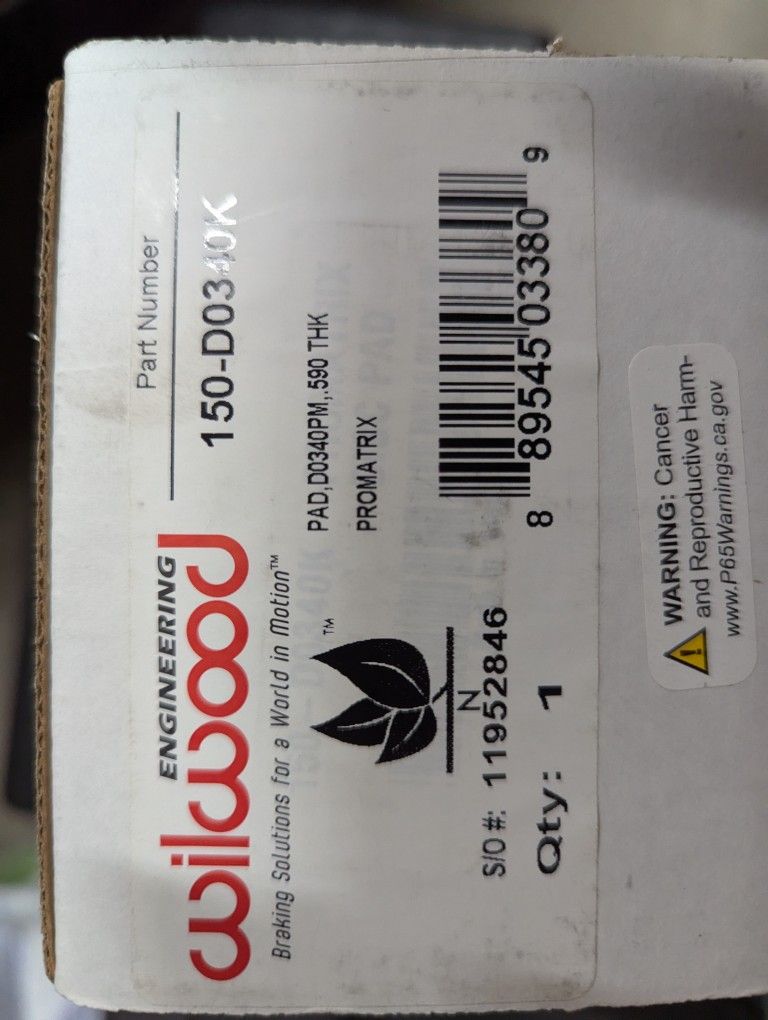 wilwood
ENGINEERING
Braking Solutions for a World in Motion™
Part Number
150-D0340K
PAD,D0340PM,.590 THK
PROMATRIX
TM
N
S/O #: 11952846
Qty: 1
8 89545 03380 9
WARNING: Cancer
and Reproductive Harm-
www.P65Warnings.ca.gov